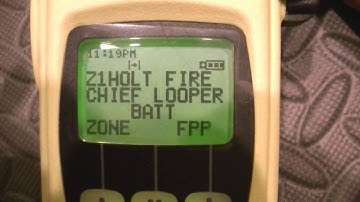 11:19PM
Z1HOLT FIRE
CHIEF LOOPER
BATT
ZONE FPP